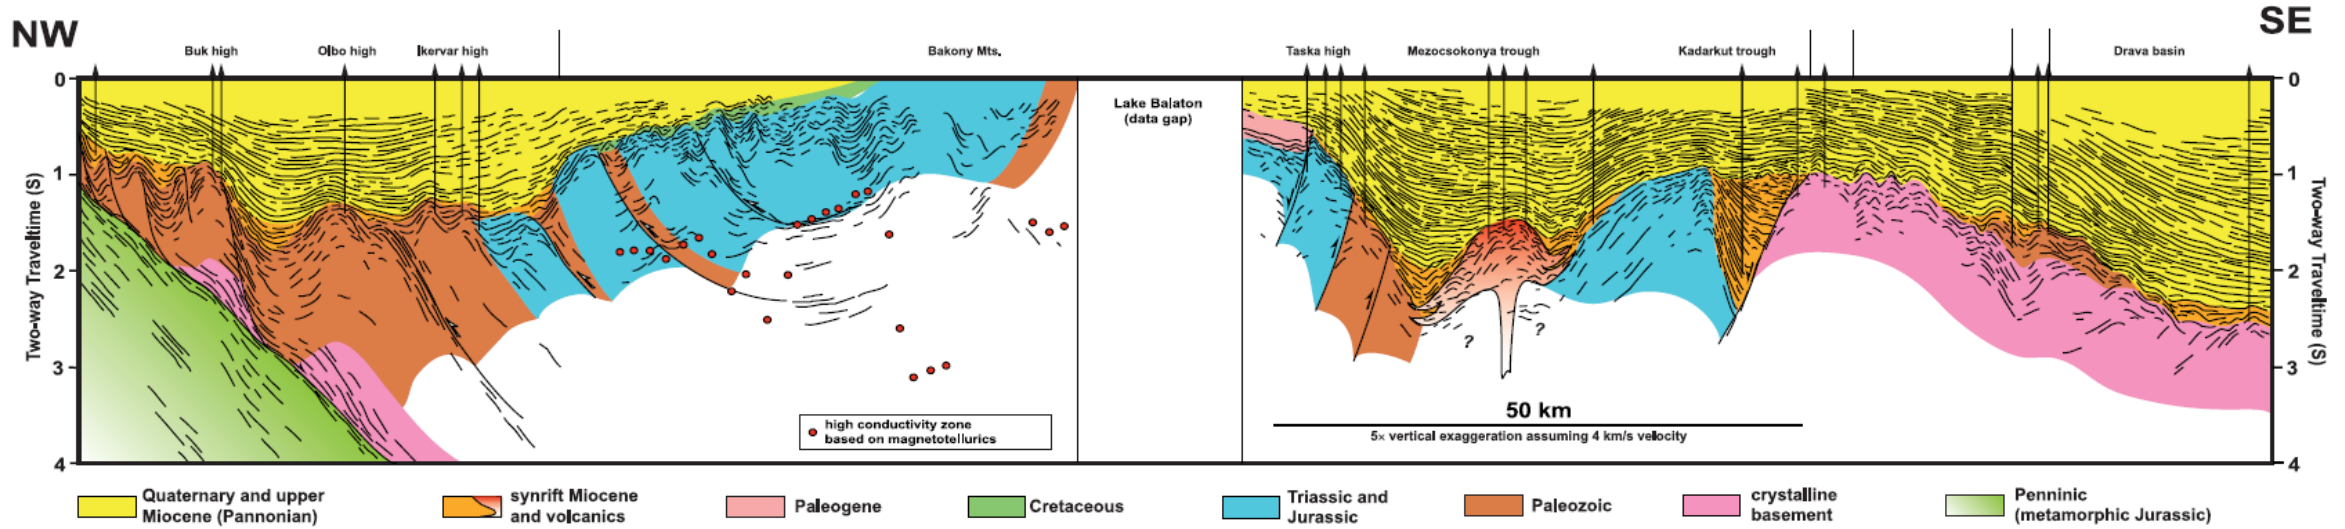 NW
SE
Buk high
Olbo high
Ikervar high
Bakony Mts.
Taska high
Mezocsokonya trough
Kadarkut trough
Drava basin
0
1
2
3
4
Two-way Traveltime (S)
Lake Balaton
(data gap)
0
1
2
3
4
Two-way Traveltime (S)
?
?
high conductivity zone
based on magnetotellurics
50 km
5× vertical exaggeration assuming 4 km/s velocity
Quaternary and upper
Miocene (Pannonian)
synrift Miocene
and volcanics
Paleogene
Cretaceous
Triassic and
Jurassic
Paleozoic
crystalline
basement
Penninic
(metamorphic Jurassic)